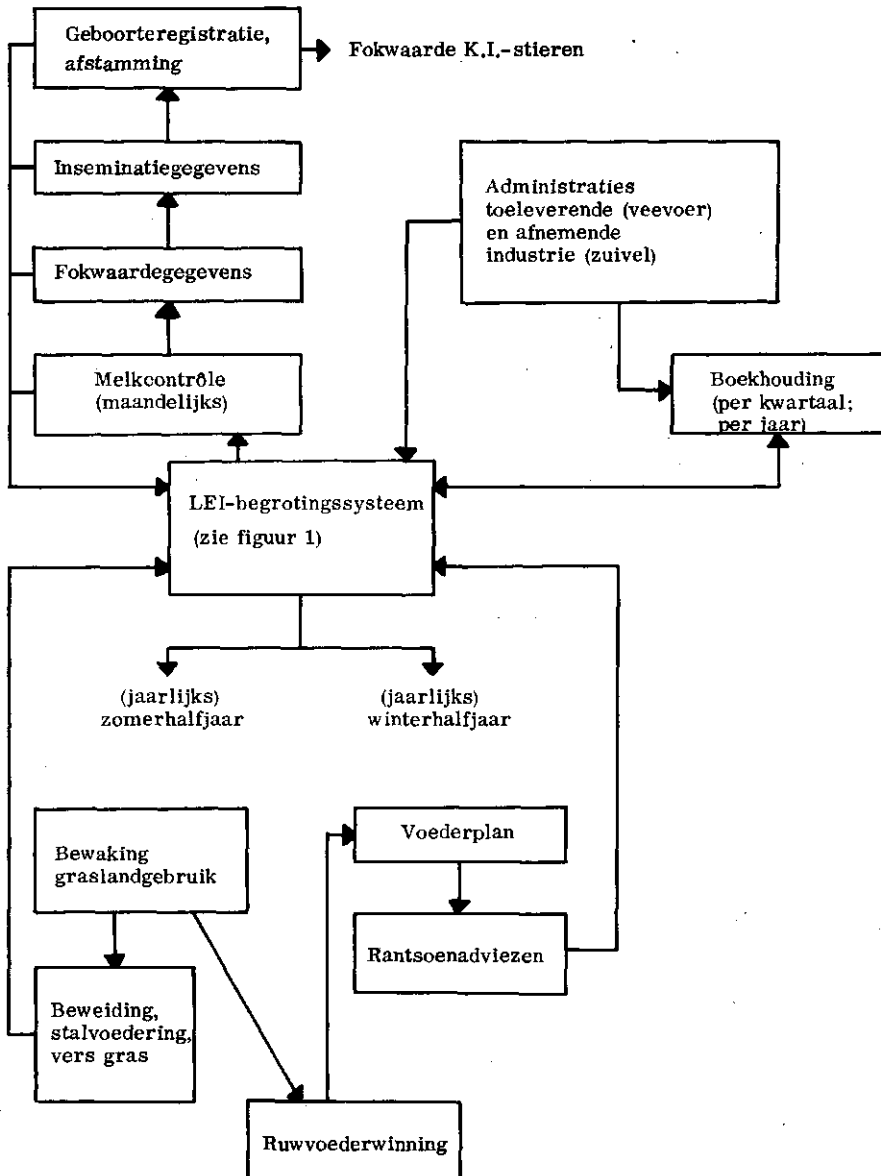 Geboorteregistratie,
afstamming
Fokwaarde K.I.-stieren
Inseminatiegegevens
Administraties
toeleverende (veevoer)
en afnemende
industrie (zuivel)
Fokwaardegegevens
Melkcontrôle
(maandelijks)
Boekhouding
(per kwartaal;
per jaar)
LEI-begrotingssysteem
(zie figuur 1)
(jaarlijks)
zomerhalfjaar
(jaarlijks)
winterhalfjaar
Voederplan
Bewaking
graslandgebruik
Rantsoenadviezen
Beweiding,
stalvoedering,
vers gras
Ruwvoederwinning